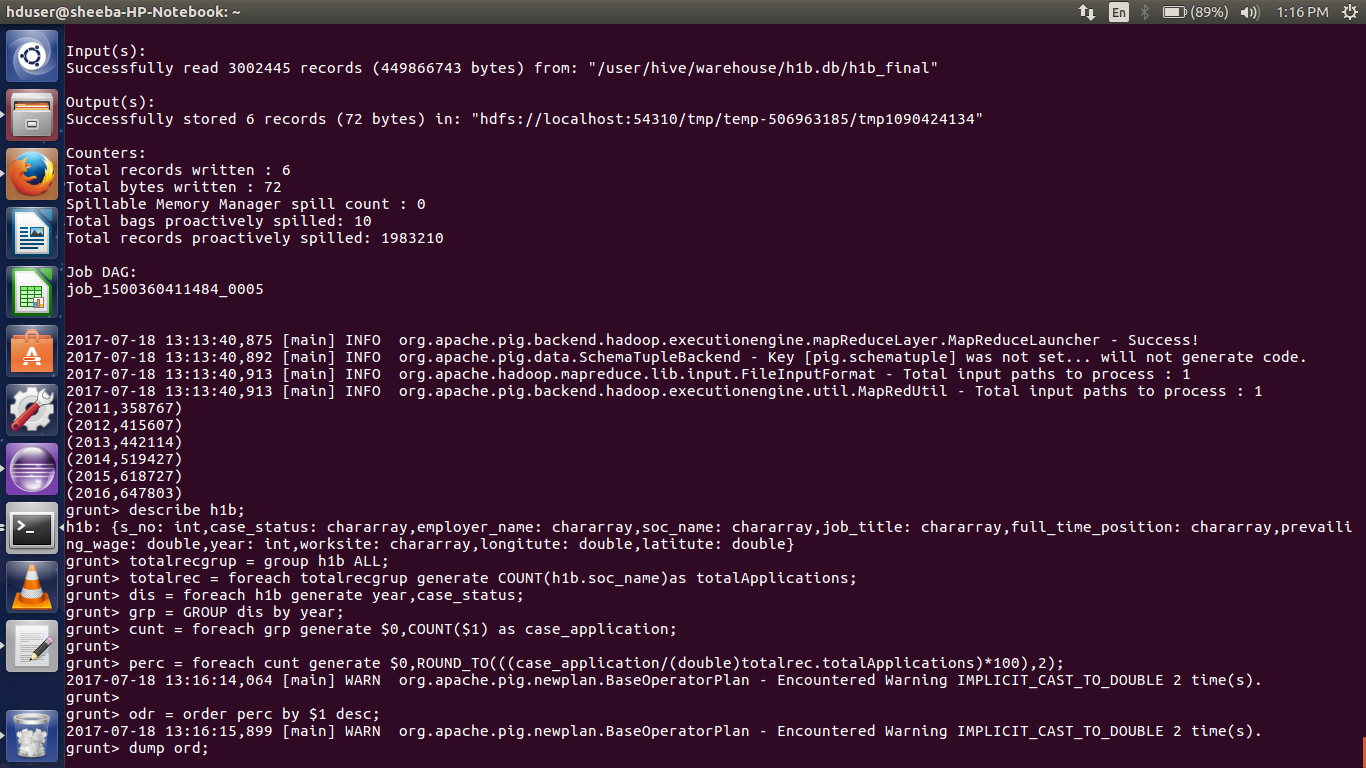 hduser@sheeba-HP-Notebook: ~
En
(89%)
1:16 PM
Input(s):
Successfully read 3002445 records (449866743 bytes) from: "/user/hive/warehouse/h1b.db/h1b_final"
Output(s):
Successfully stored 6 records (72 bytes) in: "hdfs://localhost:54310/tmp/temp-506963185/tmp1090424134"
Counters:
Total records written : 6
Total bytes written : 72
Spillable Memory Manager spill count : 0
Total bags proactively spilled: 10
Total records proactively spilled: 1983210
Job DAG:
job_1500360411484_0005
2017-07-18 13:13:40,875 [main] INFO  org.apache.pig.backend.hadoop.executionengine.mapReduceLayer.MapReduceLauncher - Success!
2017-07-18 13:13:40,892 [main] INFO  org.apache.pig.data.SchemaTupleBackend - Key [pig.schematuple] was not set... will not generate code.
2017-07-18 13:13:40,913 [main] INFO  org.apache.hadoop.mapreduce.lib.input.FileInputFormat - Total input paths to process : 1
2017-07-18 13:13:40,913 [main] INFO  org.apache.pig.backend.hadoop.executionengine.util.MapRedUtil - Total input paths to process : 1
(2011,358767)
(2012,415607)
(2013,442114)
(2014,519427)
(2015,618727)
(2016,647803)
grunt> describe h1b;
h1b: {s_no: int,case_status: chararray,employer_name: chararray,soc_name: chararray,job_title: chararray,full_time_position: chararray,prevaili
ng_wage: double,year: int,worksite: chararray,longitute: double,latitute: double}
grunt> totalrecgrup = group h1b ALL;
grunt> totalrec = foreach totalrecgrup generate COUNT(h1b.soc_name)as totalApplications;
grunt> dis = foreach h1b generate year,case_status;
grunt> grp = GROUP dis by year;
grunt> cunt = foreach grp generate $0,COUNT($1) as case_application;
grunt>
grunt> perc = foreach cunt generate $0,ROUND_TO(((case_application/(double)totalrec.totalApplications)*100),2);
2017-07-18 13:16:14,064 [main] WARN  org.apache.pig.newplan.BaseOperatorPlan - Encountered Warning IMPLICIT_CAST_TO_DOUBLE 2 time(s).
grunt>
grunt> odr = order perc by $1 desc;
2017-07-18 13:16:15,899 [main] WARN  org.apache.pig.newplan.BaseOperatorPlan - Encountered Warning IMPLICIT_CAST_TO_DOUBLE 2 time(s).
grunt> dump ord;